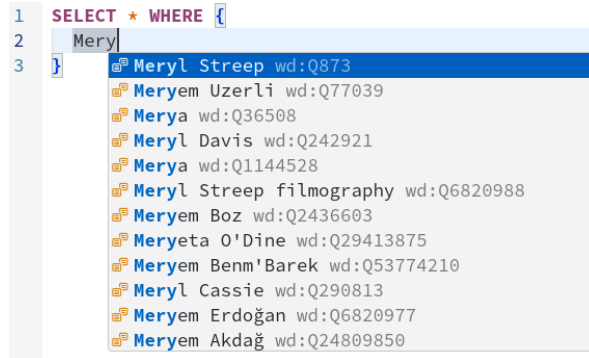 1 SELECT * WHERE {
2 Mery
3 }
Meryl Streep wd:Q873
Meryem Uzerli wd:Q77039
Merya wd:Q36508
Meryl Davis wd:Q242921
Merya wd:Q1144528
Meryl Streep filmography wd:Q6820988
Meryem Boz wd:Q2436603
Meryeta O'Dine wd:Q29413875
Meryem Benm'Barek wd:Q53774210
Meryl Cassie wd:Q290813
Meryem Erdoğan wd:Q6820977
Meryem Akdağ wd:Q24809850